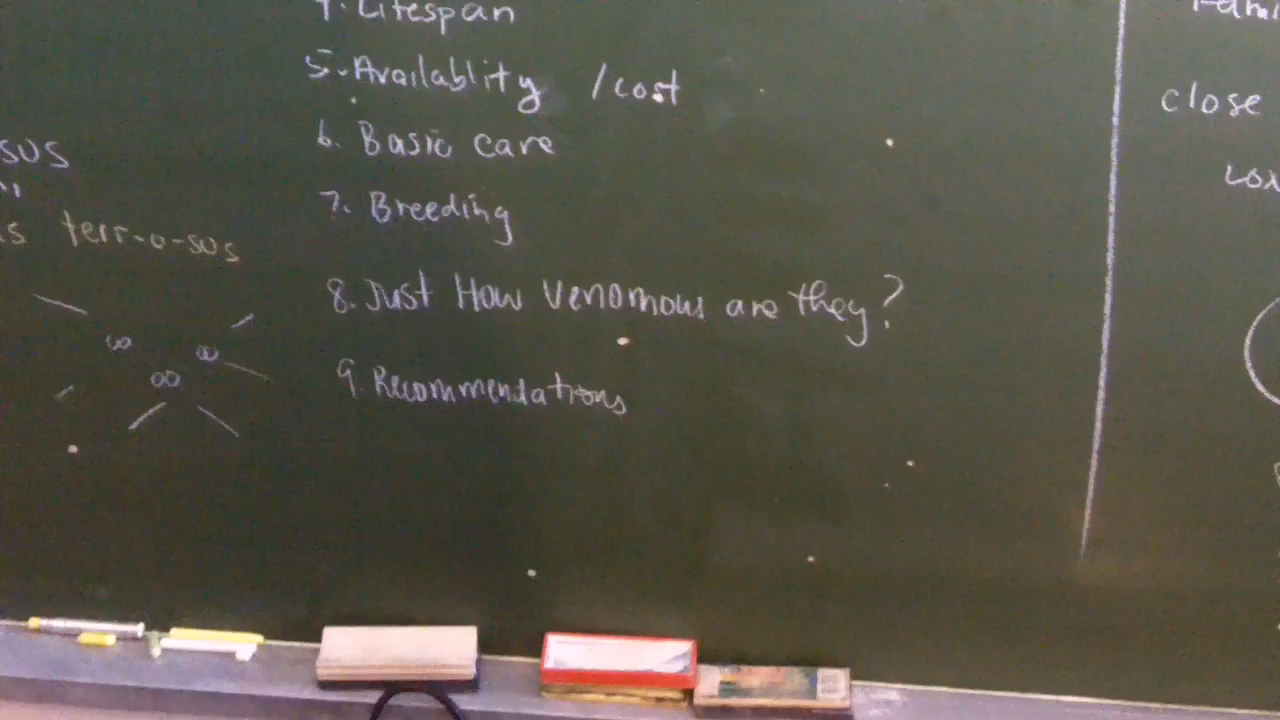 4. Lifespan
5. Availablity /cost
6. Basic care
7. Breeding
8. Just How Venomous are they?
9. Recommendations
sos
s terr-o-sos
close